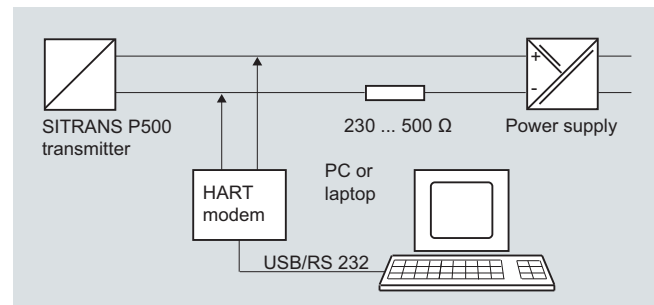 +
-
SITRANS P500
transmitter
230 ... 500 Ω
Power supply
HART
modem
PC or
laptop
USB/RS 232